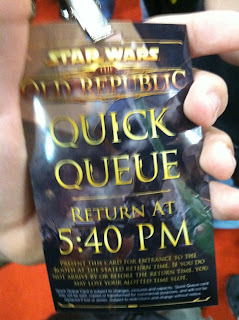 STAR WARS
THE
OLD REPUBLIC
QUICK
QUEUE
RETURN AT
5:40 PM
PRESENT THIS CARD FOR ENTRANCE TO THE
BOOTH AT THE STATED RETURN TIME. IF YOU DO
NOT ARRIVE BY OR BEFORE THE RETURN TIME, YOU
MAY LOSE YOUR ALLOTTED TIME SLOT.